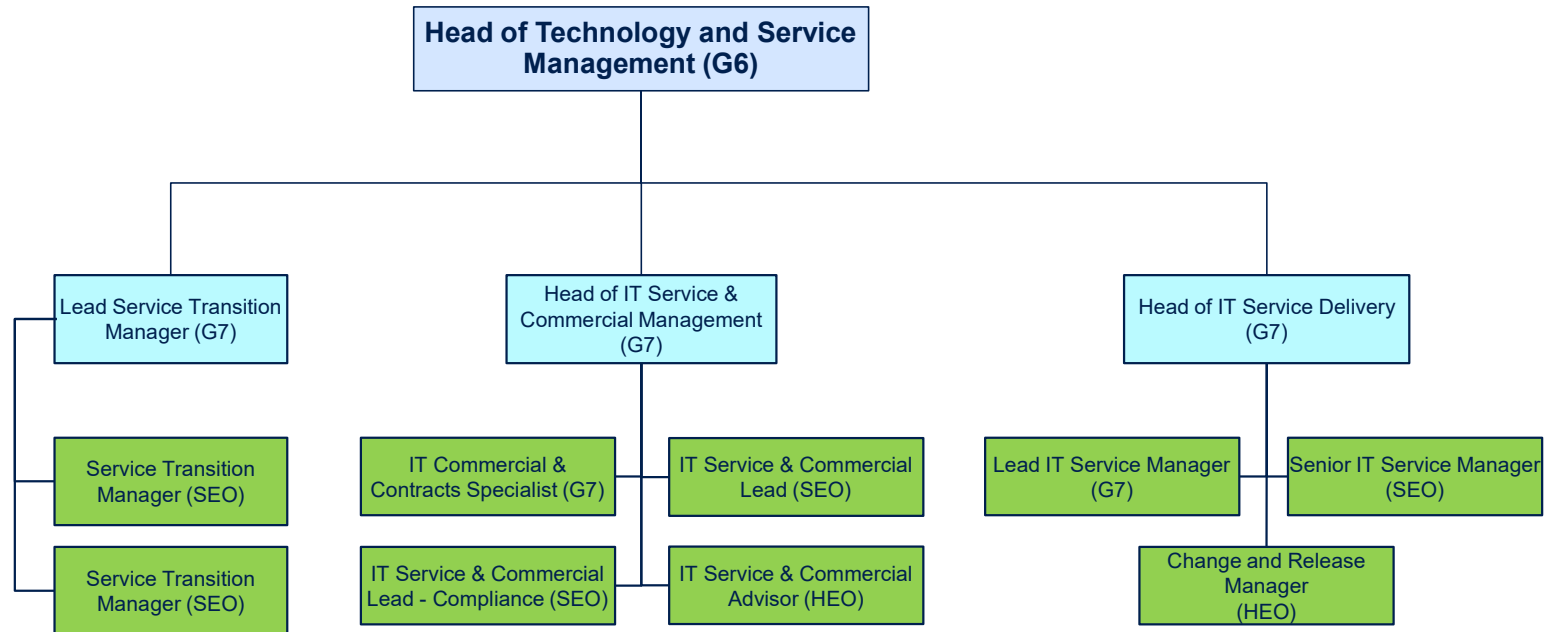 Head of Technology and Service
Management (G6)
Lead Service Transition
Manager (G7)
Head of IT Service &
Commercial Management
(G7)
Head of IT Service Delivery
(G7)
Service Transition
Manager (SEO)
IT Commercial &
Contracts Specialist (G7)
IT Service & Commercial
Lead (SEO)
Lead IT Service Manager
(G7)
Senior IT Service Manager
(SEO)
Service Transition
Manager (SEO)
IT Service & Commercial
Lead - Compliance (SEO)
IT Service & Commercial
Advisor (HEO)
Change and Release
Manager
(HEO)